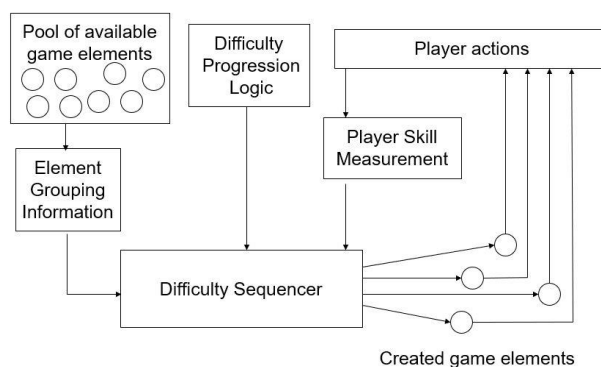 Pool of available
game elements
Difficulty
Progression
Logic
Player actions
Element
Grouping
Information
Player Skill
Measurement
Difficulty Sequencer
Created game elements